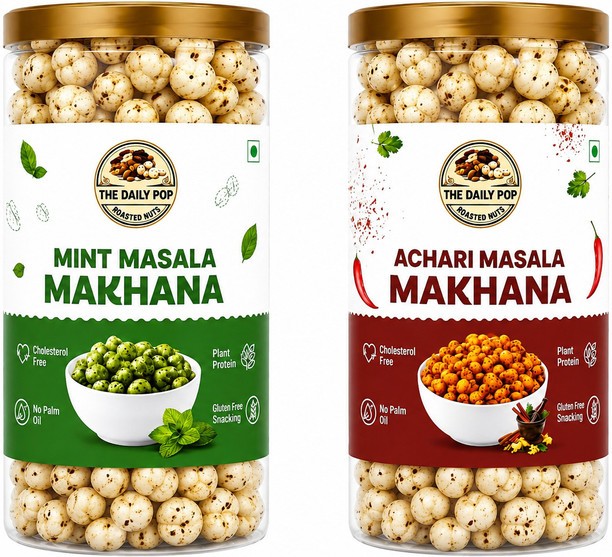 THE DAILY POP
ROASTED NUTS
MINT MASALA
MAKHANA
Cholesterol
Free
Plant
Protein
No Palm
Oil
Gluten Free
Snacking
THE DAILY POP
ROASTED NUTS
ACHARI MASALA
MAKHANA
Cholesterol
Free
Plant
Protein
No Palm
Oil
Gluten Free
Snacking